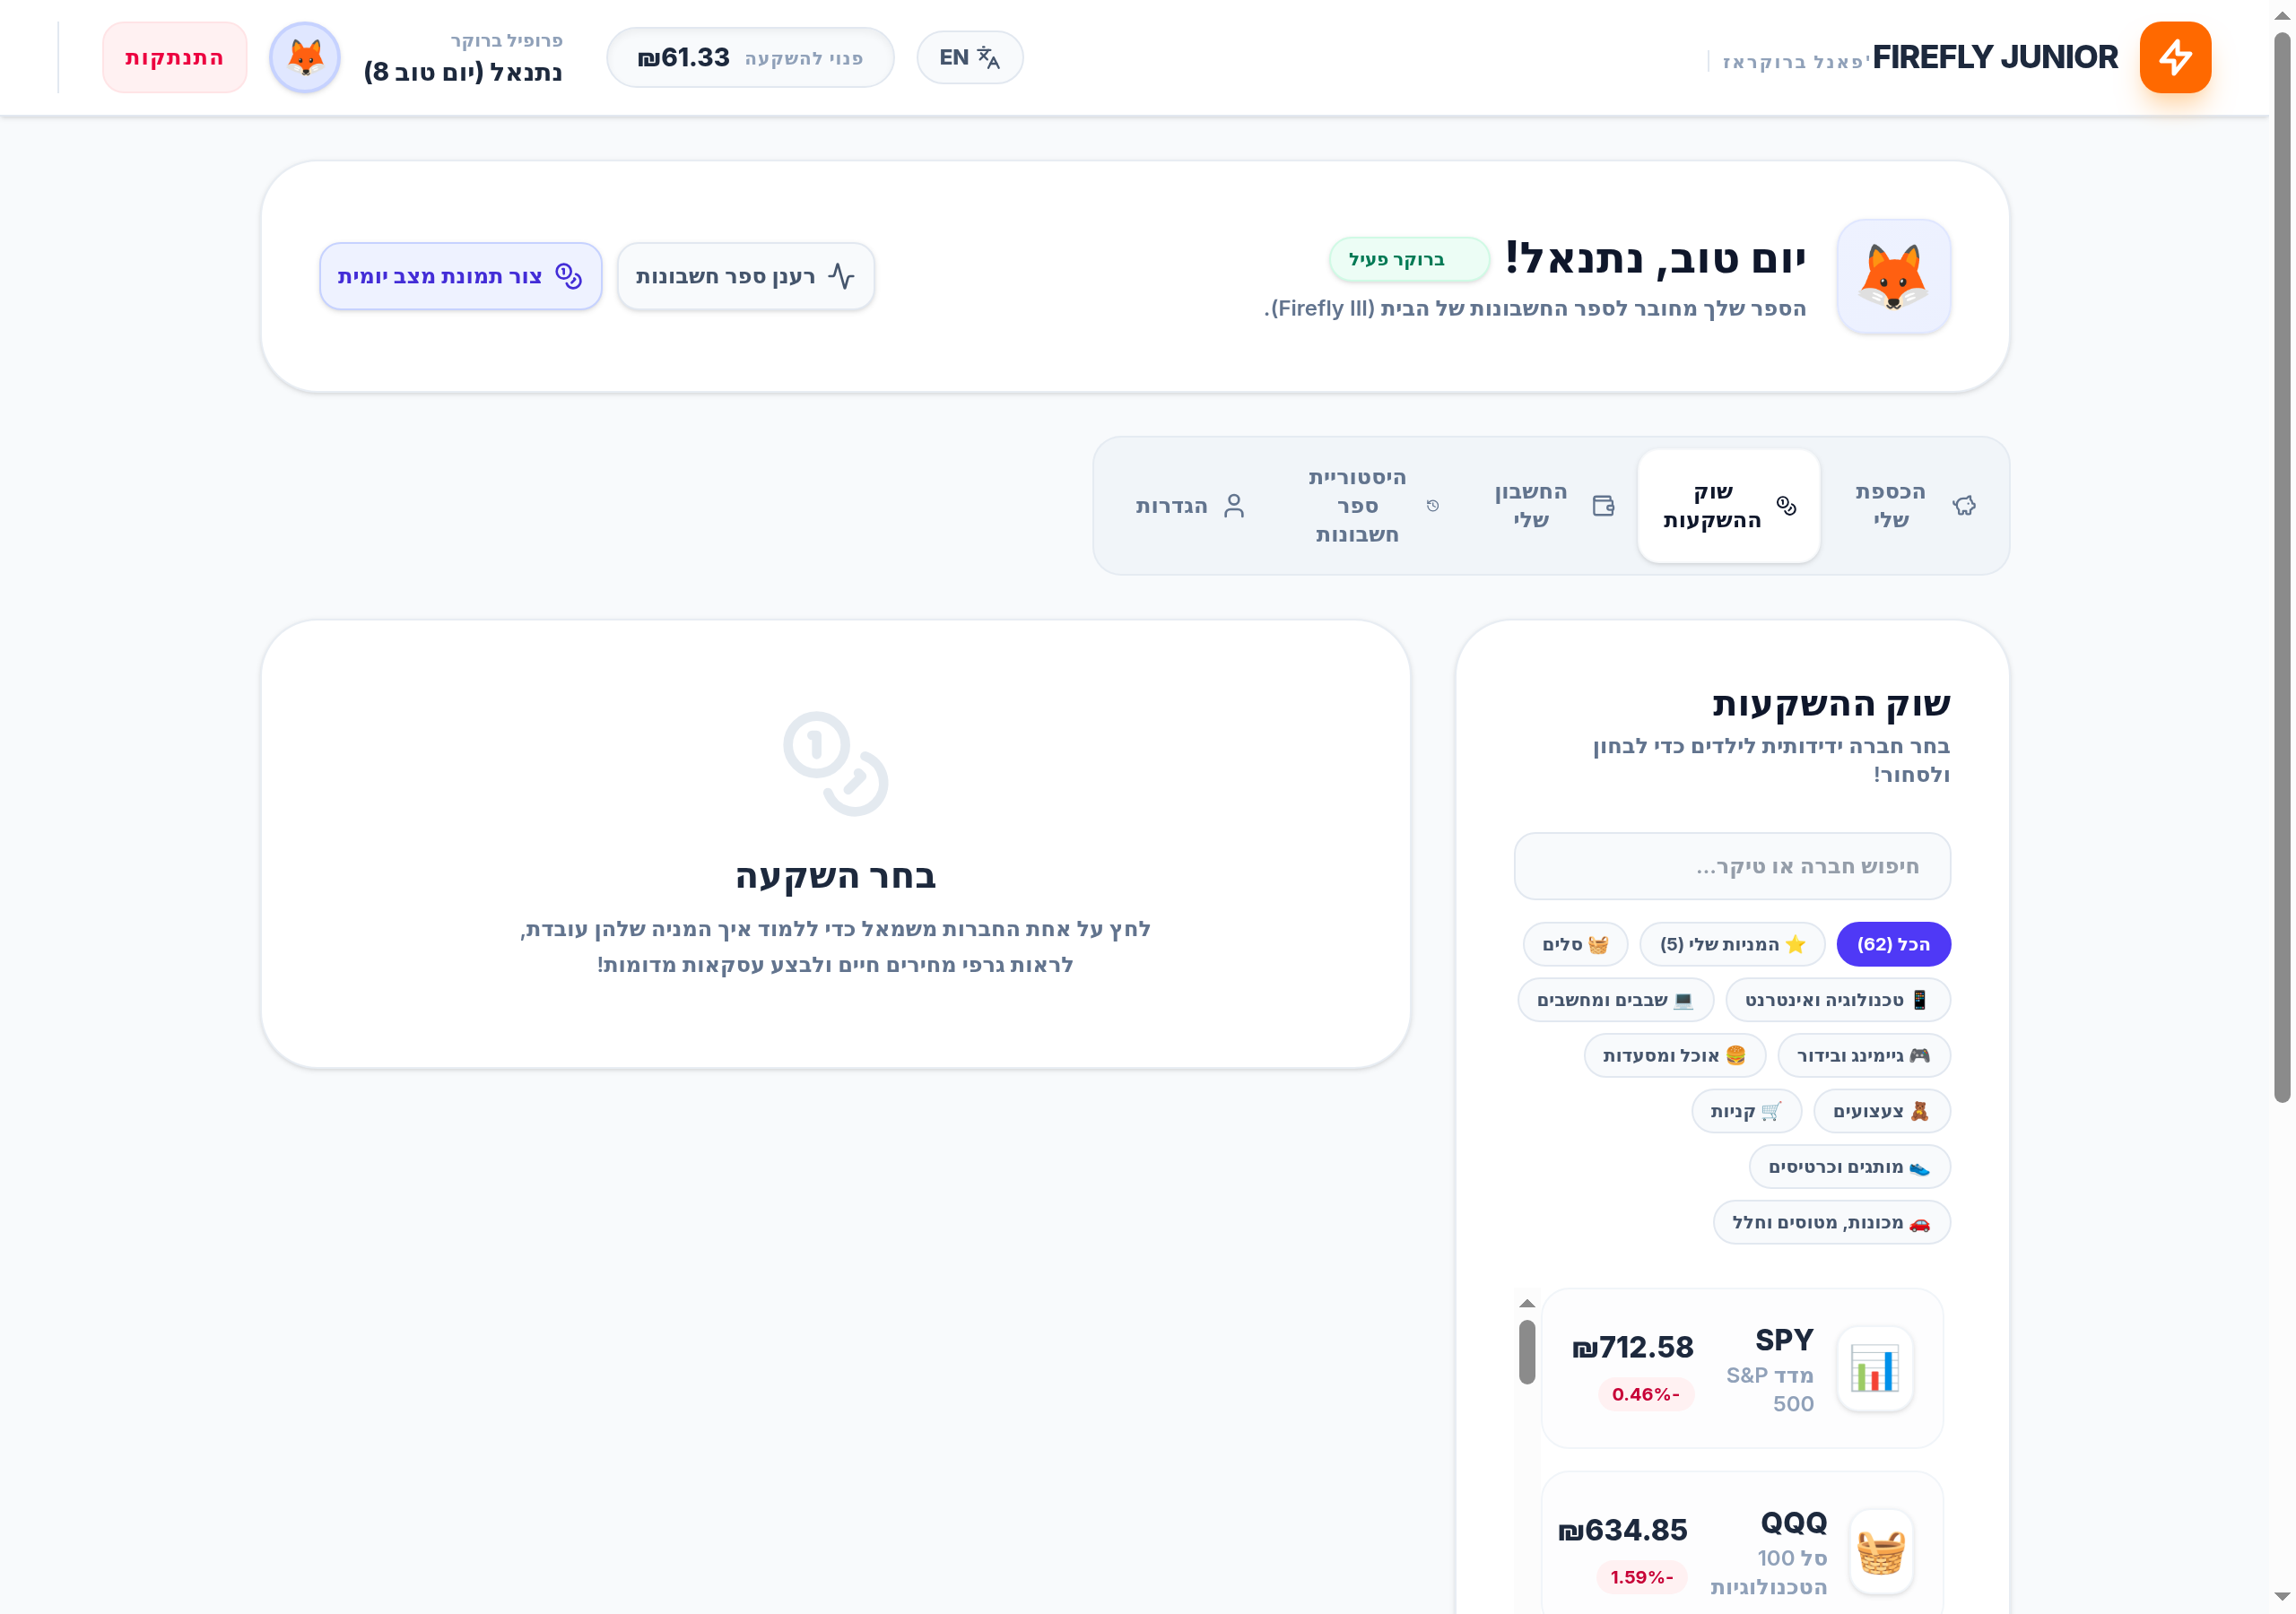 FIREFLY JUNIOR
פאנל ברוקראז'
EN
פנוי להשקעה ₪61.33
פרופיל ברוקר
נתנאל (יום טוב 8)
התנתקות
יום טוב, נתנאל!
ברוקר פעיל
הספר שלך מחובר לספר החשבונות של הבית (Firefly III).
רענן ספר חשבונות
צור תמונת מצב יומית
הכספת
שלי
שוק
ההשקעות
החשבון
שלי
היסטוריית
ספר
חשבונות
הגדרות
שוק ההשקעות
בחר חברה ידידותית לילדים כדי לבחון
ולסחור!
חיפוש חברה או טיקר...
הכל (62)
⭐ המניות שלי (5)
🧺 סלים
📱 טכנולוגיה ואינטרנט
💻 שבבים ומחשבים
🎮 גיימינג ובידור
🍔 אוכל ומסעדות
🧸 צעצועים
🛒 קניות
👟 מותגים וכרטיסים
🚗 מכונות, מטוסים וחלל
SPY
מדד S&P
500
₪712.58
-0.46%
QQQ
סל 100
הטכנולוגיות
₪634.85
-1.59%
בחר השקעה
לחץ על אחת החברות משמאל כדי ללמוד איך המניה שלהן עובדת,
לראות גרפי מחירים חיים ולבצע עסקאות מדומות!